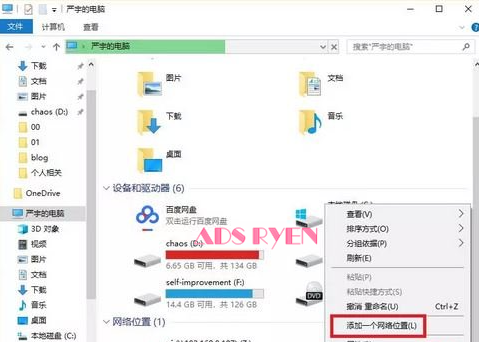 严宇的电脑
文件
计算机
查看
严宇的电脑
搜索"严宇的电脑"
下载
文档
图片
chaos (D:)
00
01
blog
个人相关
OneDrive
严宇的电脑
3D 对象
视频
图片
文档
下载
音乐
桌面
本地磁盘 (C:)
图片
文档
下载
音乐
桌面
设备和驱动器 (6)
百度网盘
双击运行百度网盘
chaos (D:)
6.65 GB 可用，共 134 GB
self-improvement (F:)
14.4 GB 可用，共 126 GB
DVD
网络位置 (1)
ADS RYEN
查看(V)
排序方式(O)
分组依据(P)
刷新(E)
粘贴(P)
粘贴快捷方式(S)
撤消 重命名(U) Ctrl+Z
添加一个网络位置(L)